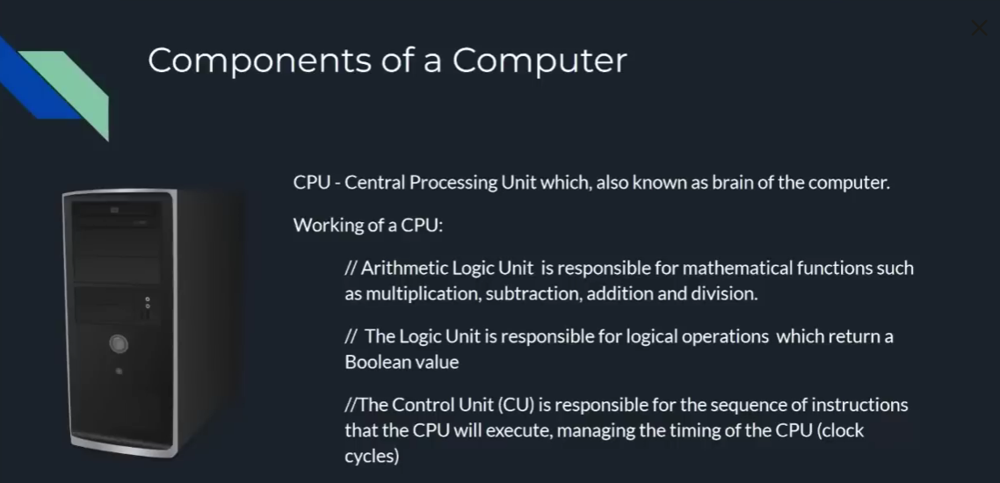 Components of a Computer
CPU - Central Processing Unit which, also known as brain of the computer.
Working of a CPU:
// Arithmetic Logic Unit  is responsible for mathematical functions such
as multiplication, subtraction, addition and division.
//  The Logic Unit is responsible for logical operations  which return a
Boolean value
//The Control Unit (CU) is responsible for the sequence of instructions
that the CPU will execute, managing the timing of the CPU (clock
cycles)